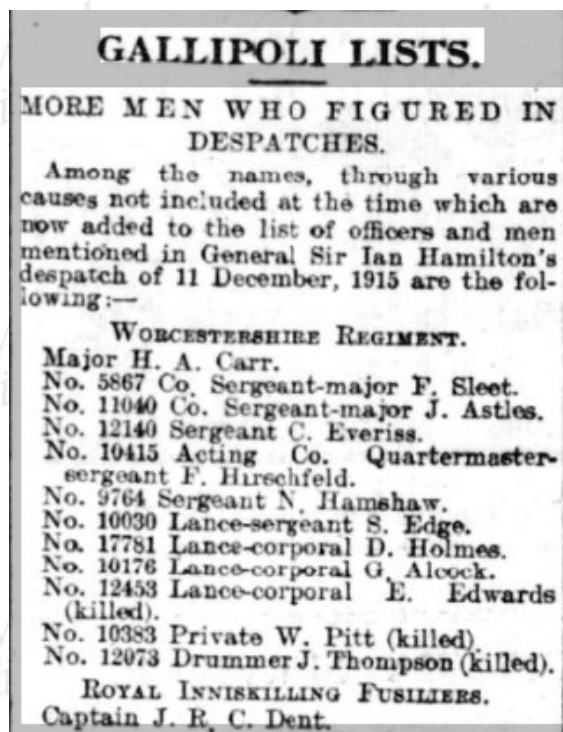 GALLIPOLI LISTS.
MORE MEN WHO FIGURED IN
DESPATCHES.
Among the names, through various
causes not included at the time which are
now added to the list of officers and men
mentioned in General Sir Ian Hamilton's
despatch of 11 December, 1915 are the fol-
lowing:—
WORCESTERSHIRE REGIMENT.
Major H. A. Carr.
No. 5867 Co. Sergeant-major F. Sleet.
No. 11040 Co. Sergeant-major J. Astles.
No. 12140 Sergeant C. Everiss.
No. 10415 Acting Co. Quartermaster-
sergeant F. Hirschfeld.
No. 9764 Sergeant N. Hamshaw.
No. 10030 Lance-sergeant S. Edge.
No. 17781 Lance-corporal D. Holmes.
No. 10176 Lance-corporal G. Alcock.
No. 12453 Lance-corporal E. Edwards
(killed).
No. 10383 Private W. Pitt (killed)
No. 12073 Drummer J. Thompson (killed).
ROYAL INNISKILLING FUSILIERS.
Captain J. R. C. Dent.